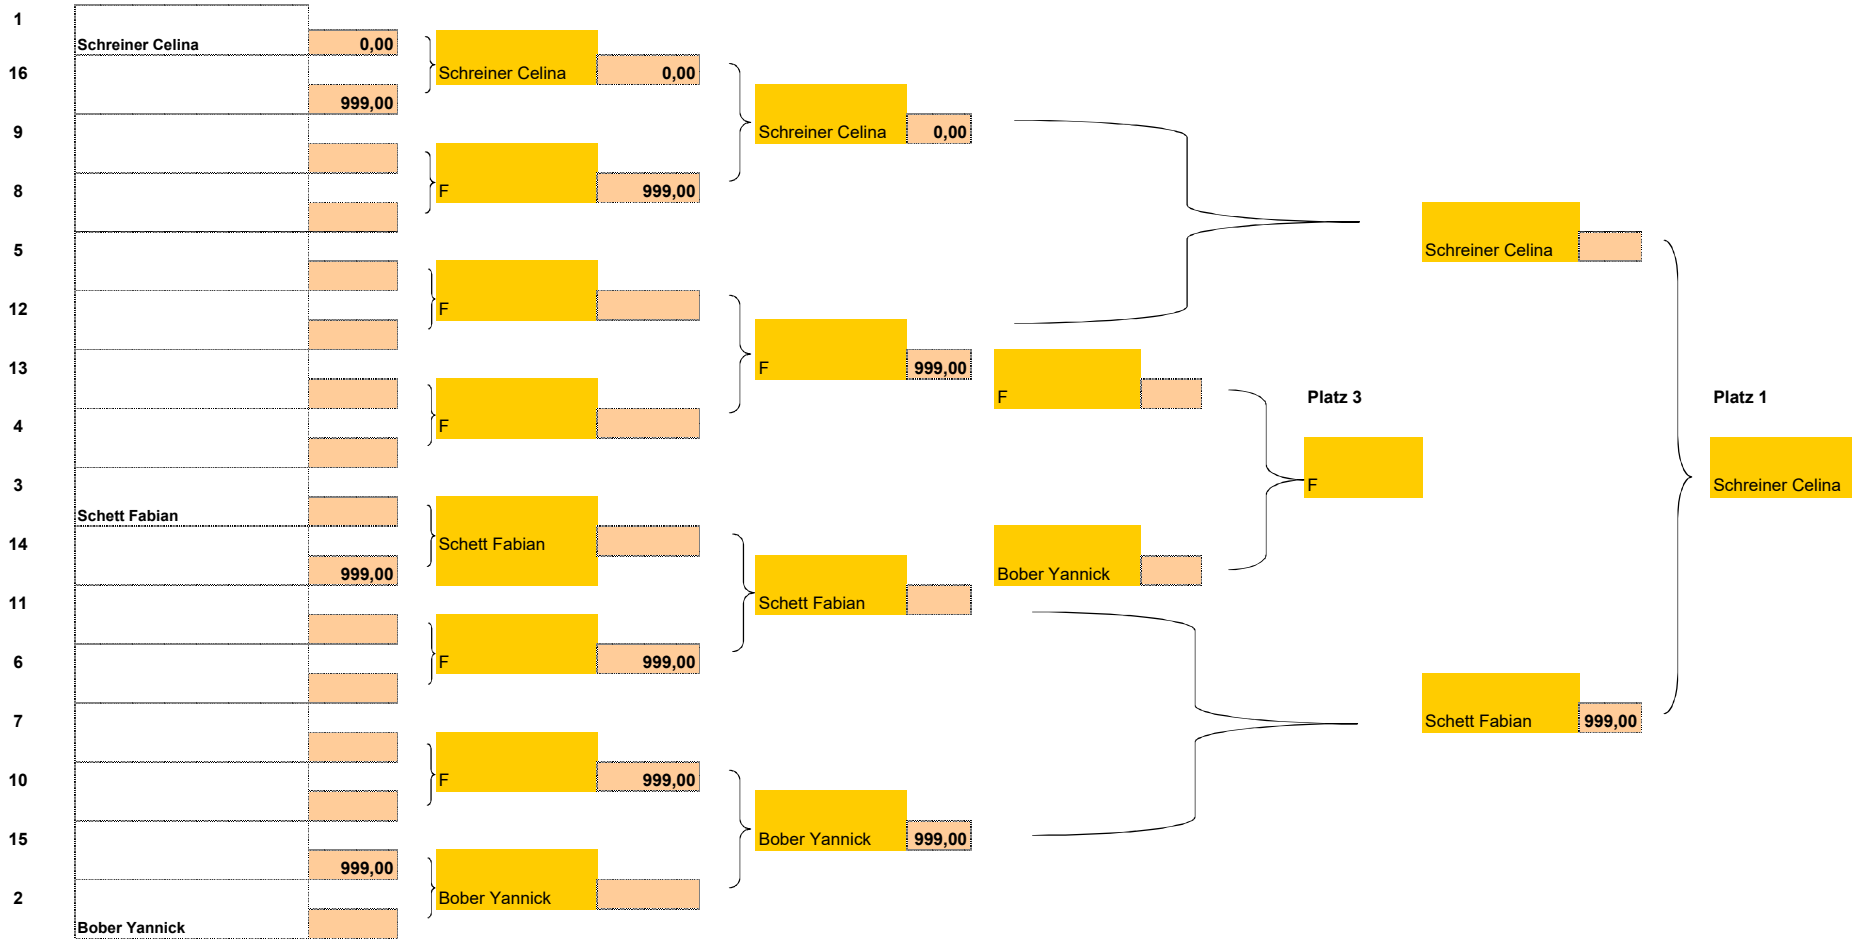 1
Schreiner Celina 0,00
16
Schreiner Celina 0,00
999,00
9
Schreiner Celina 0,00
8
F 999,00
5
Schreiner Celina
12
F
13
F 999,00
F
Platz 3
Platz 1
4
F
3
F
Schreiner Celina
Schett Fabian
14
Schett Fabian
999,00
Bober Yannick
11
Schett Fabian
6
F 999,00
7
Schett Fabian 999,00
10
F 999,00
15
Bober Yannick 999,00
999,00
2
Bober Yannick
Bober Yannick